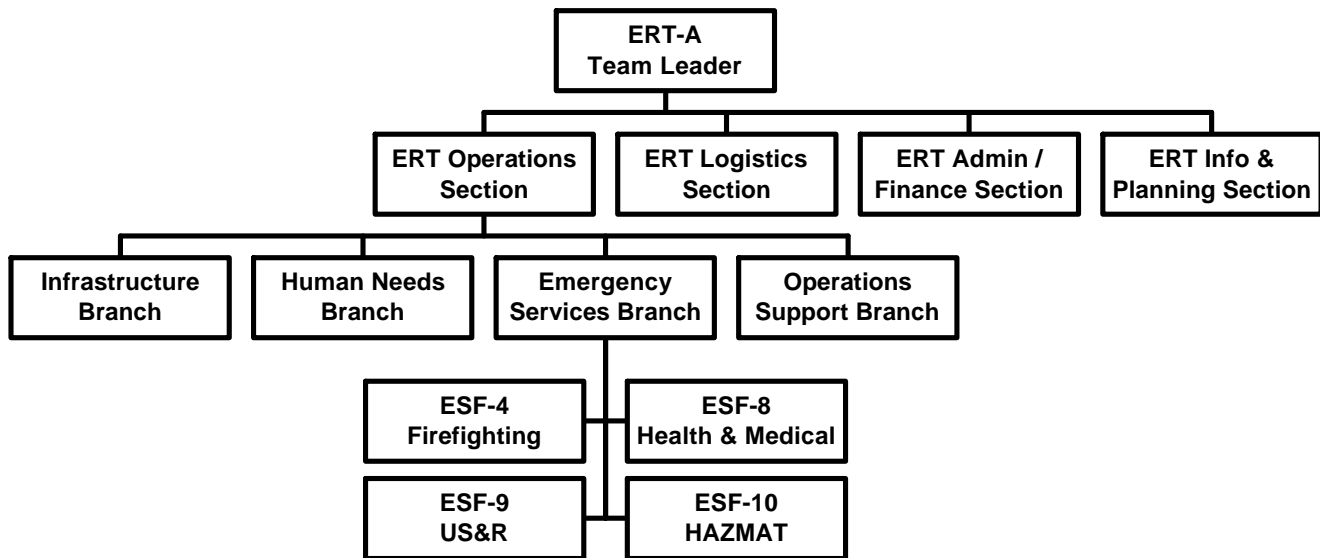 ERT-A
Team Leader
ERT Operations
Section
ERT Logistics
Section
ERT Admin /
Finance Section
ERT Info &
Planning Section
Infrastructure
Branch
Human Needs
Branch
Emergency
Services Branch
Operations
Support Branch
ESF-4
Firefighting
ESF-8
Health & Medical
ESF-9
US&R
ESF-10
HAZMAT